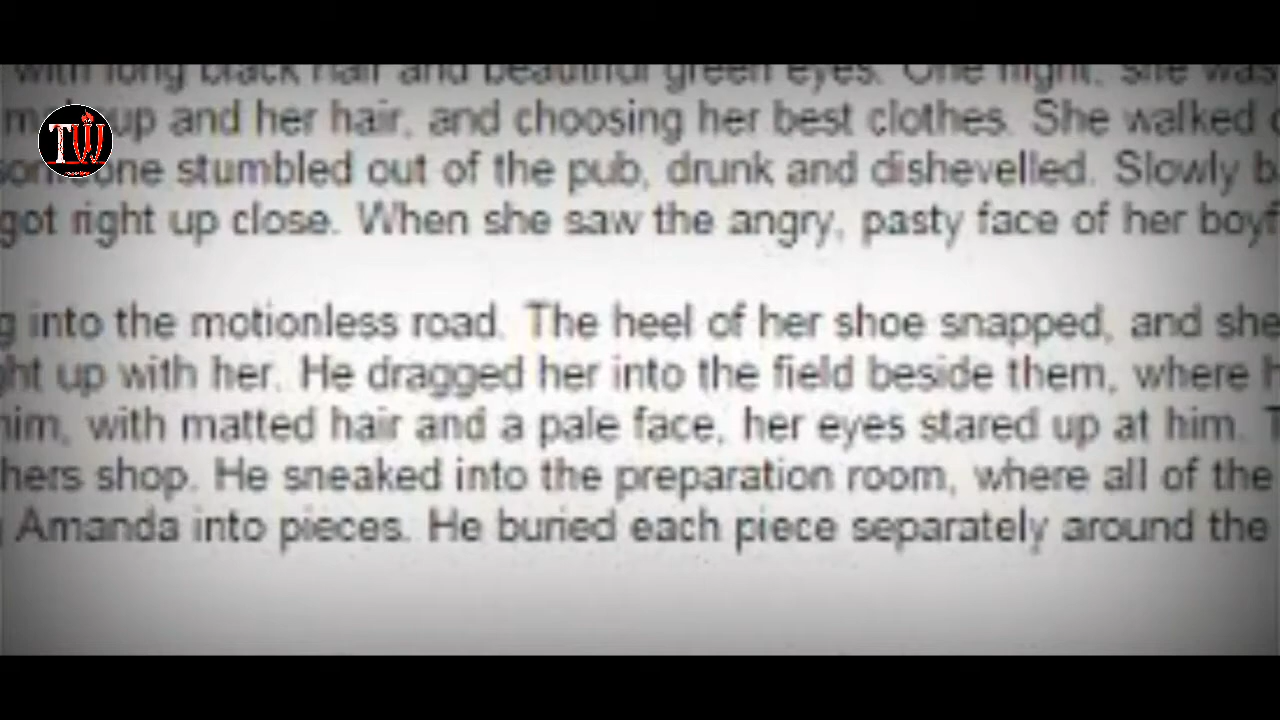 with long black hair and beautiful green eyes. One night, she was
up and her hair, and choosing her best clothes. She walked
someone stumbled out of the pub, drunk and dishevelled. Slowly
got right up close. When she saw the angry, pasty face of her boyf
g into the motionless road. The heel of her shoe snapped, and she
ght up with her. He dragged her into the field beside them, where h
him, with matted hair and a pale face, her eyes stared up at him. T
hers shop. He sneaked into the preparation room, where all of the
Amanda into pieces. He buried each piece separately around the
TW